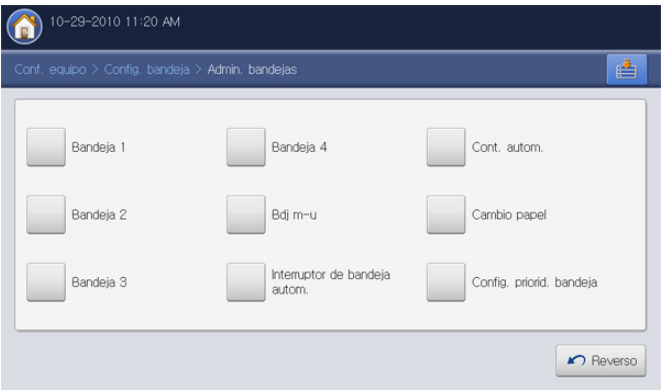 10-29-2010 11:20 AM
Conf. equipo > Config. bandeja > Admin. bandejas
Bandeja 1
Bandeja 4
Cont. autom.
Bandeja 2
Bdj m-u
Cambio papel
Bandeja 3
Interruptor de bandeja
autom.
Config. priorid. bandeja
Reverso